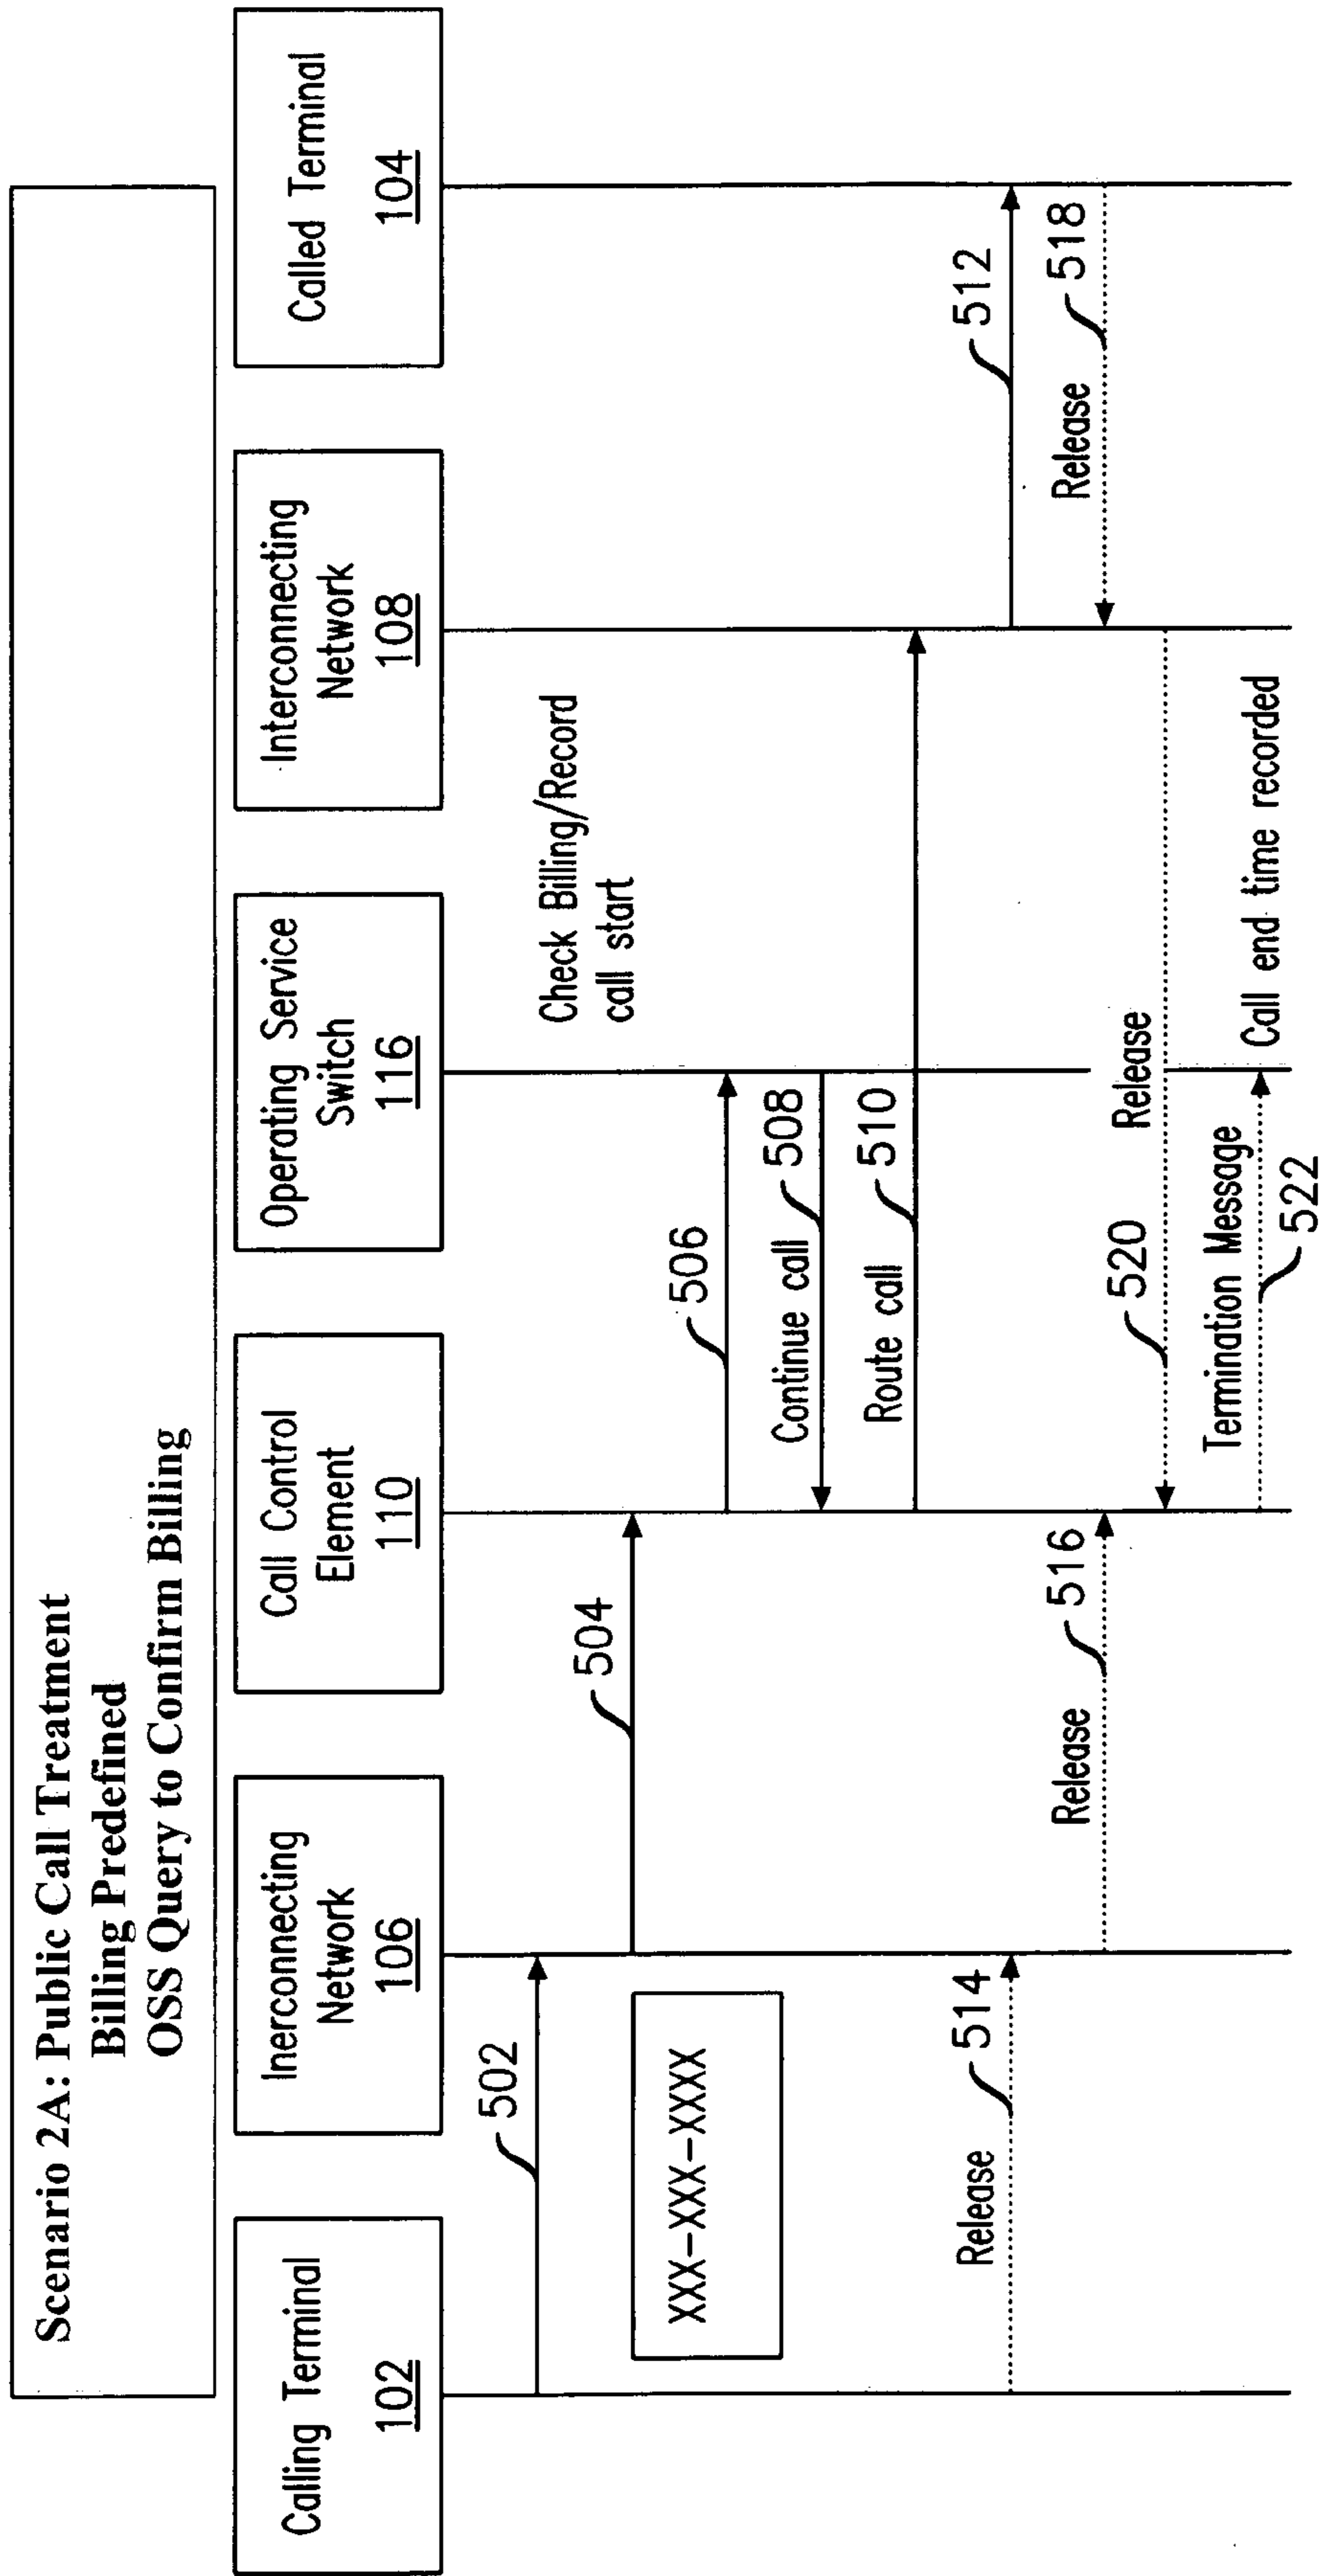 Scenario 2A: Public Call Treatment
Billing Predefined
OSS Query to Confirm Billing
Calling Terminal
102
Inerconnecting
Network
106
Call Control
Element
110
Operating Service
Switch
116
Interconnecting
Network
108
Called Terminal
104
502
XXX-XXX-XXXX
504
506
Check Billing/Record
call start
Continue call
508
Route call
510
512
Release
514
Release
516
Release
518
520
Release
Termination Message
522
Call end time recorded